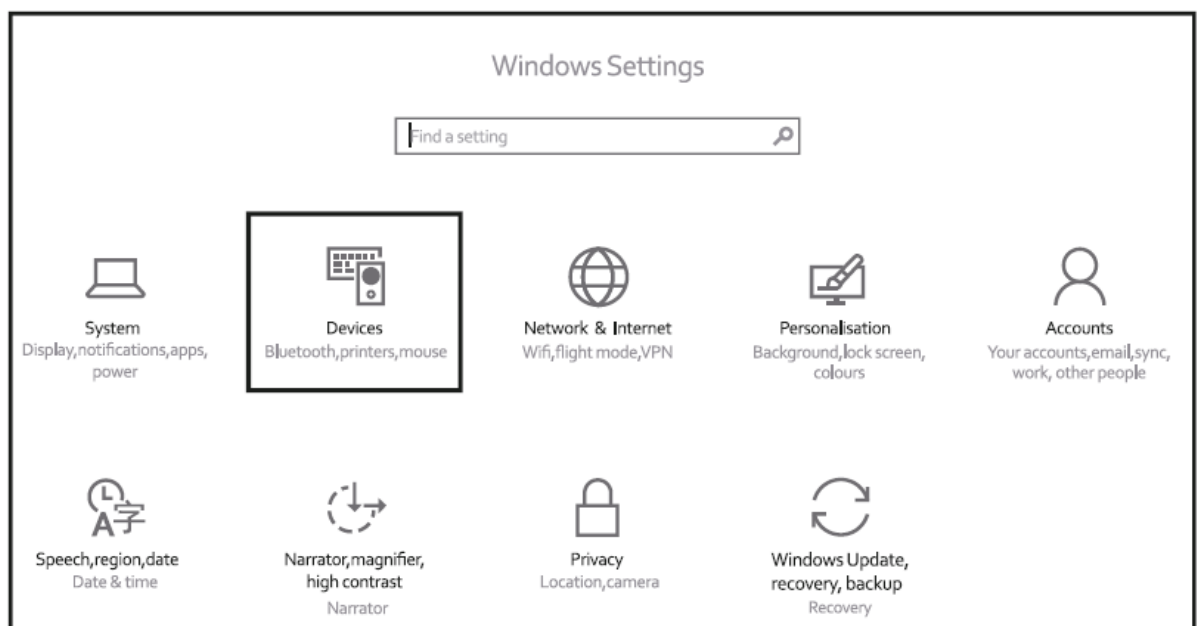 Windows Settings
Find a setting
System
Display,notifications,apps,
power
Devices
Bluetooth,printers,mouse
Network & Internet
Wifi,flight mode,VPN
Personalisation
Background,lock screen,
colours
Accounts
Your accounts,email,sync,
work, other people
A字
Speech,region,date
Date & time
Narrator,magnifier,
high contrast
Narrator
Privacy
Location,camera
Windows Update,
recovery, backup
Recovery